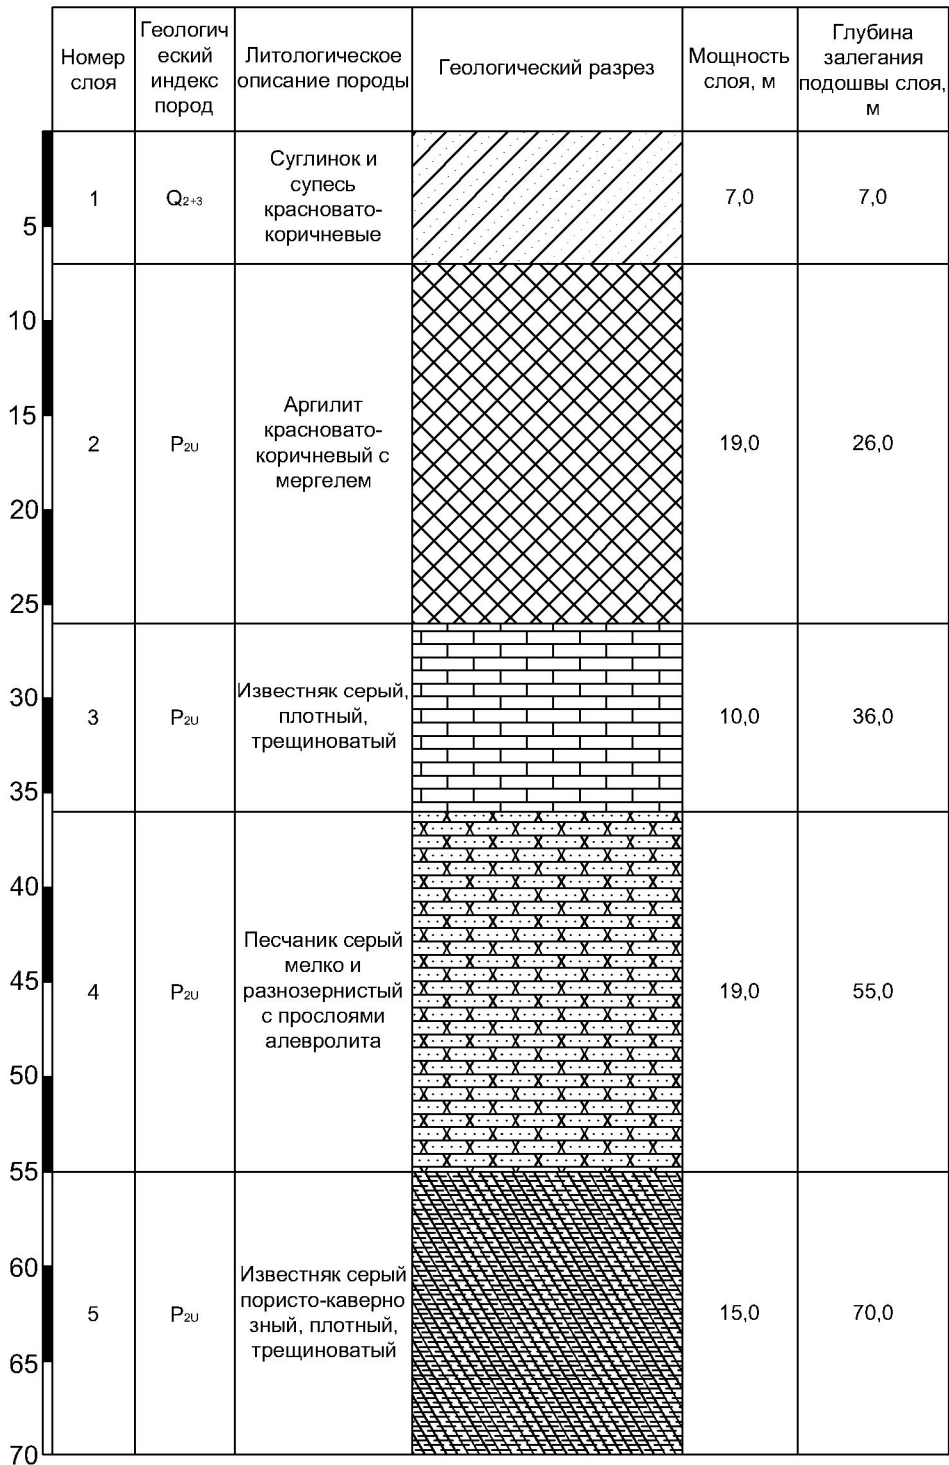 Номер
слоя
Геологич
еский
индекс
пород
Литологическое
описание породы
Геологический разрез
Мощность
слоя, м
Глубина
залегания
подошвы слоя,
м
1
Q2+3
Суглинок и
супесь
красновато-
коричневые
7,0
7,0
5
2
P2U
Аргилит
красновато-
коричневый с
мергелем
19,0
26,0
10
15
20
25
3
P2U
Известняк серый,
плотный,
трещиноватый
10,0
36,0
30
35
4
P2U
Песчаник серый
мелко и
разнозернистый
с прослоями
алевролита
19,0
55,0
40
45
50
55
5
P2U
Известняк серый
пористо-каверно
зный, плотный,
трещиноватый
15,0
70,0
60
65
70